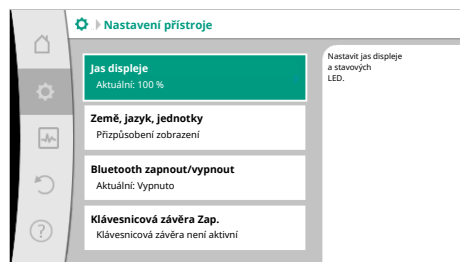 Nastavení přístroje
Jas displeje
Aktuální: 100 %
Země, jazyk, jednotky
Přizpůsobení zobrazení
Bluetooth zapnout/vypnout
Aktuální: Vypnuto
Klávesnicová závěra Zap.
Klávesnicová závěra není aktivní
Nastavit jas displeje
a stavových
LED.